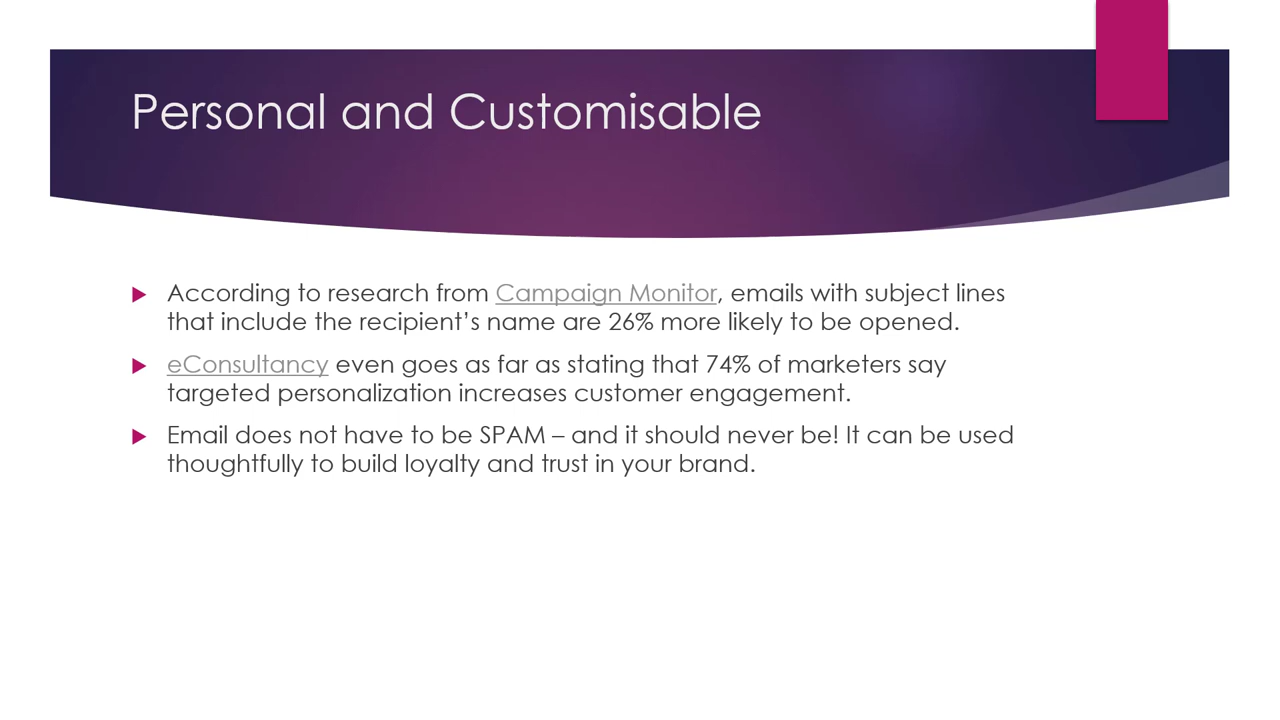 Personal and Customisable
According to research from Campaign Monitor, emails with subject lines
that include the recipient’s name are 26% more likely to be opened.
eConsultancy even goes as far as stating that 74% of marketers say
targeted personalization increases customer engagement.
Email does not have to be SPAM – and it should never be! It can be used
thoughtfully to build loyalty and trust in your brand.